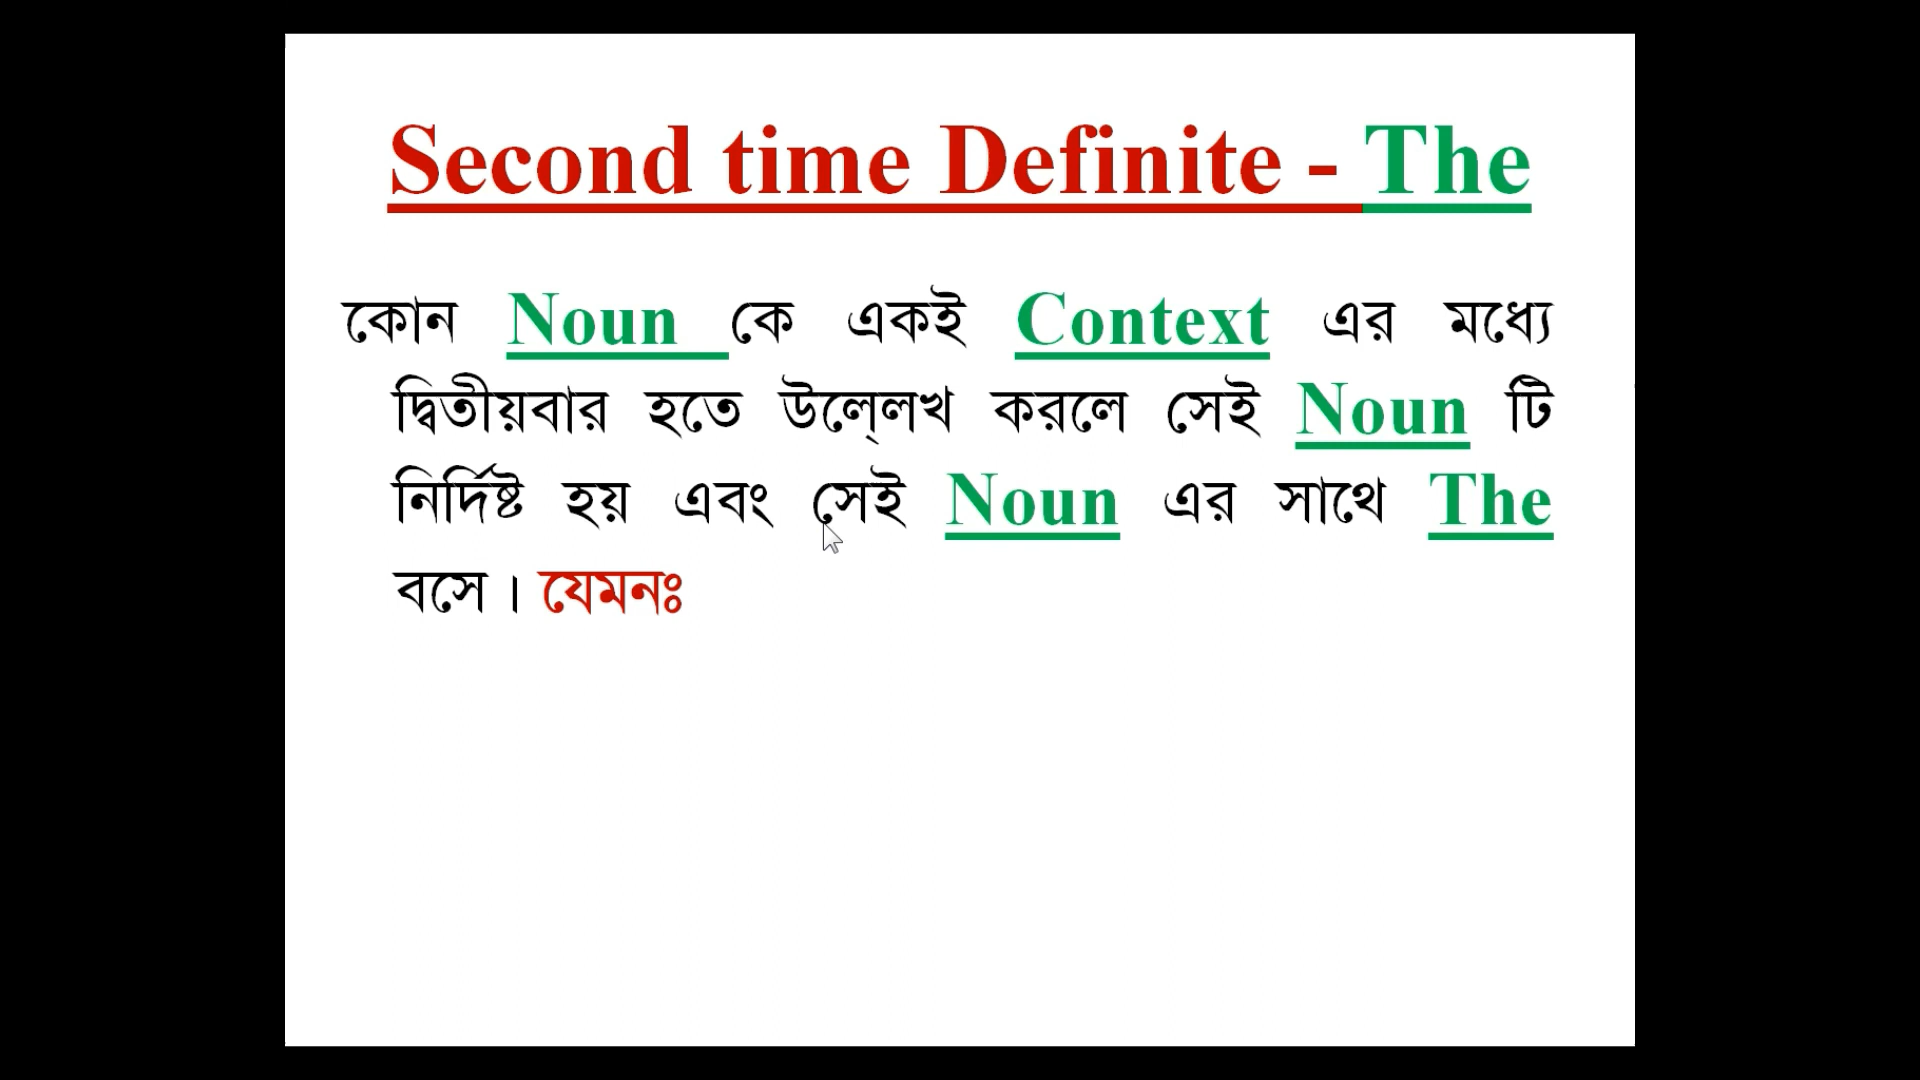 Second time Definite - The
কোন Noun কে একই Context এর মধ্যে
দ্বিতীয়বার হতে উলে্লখ করলে সেই Noun টি
নির্দিষ্ট হয় এবং সেই Noun এর সাথে The
বসে। যেমনঃ